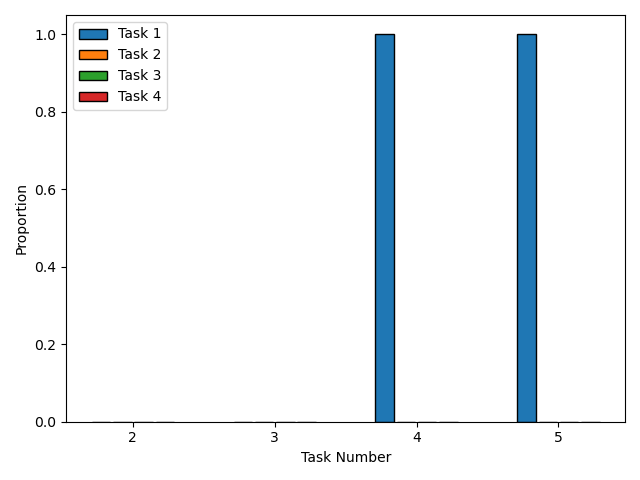 Task 1
Task 2
Task 3
Task 4
1.0
0.8
0.6
0.4
0.2
0.0
Proportion
2 3 4 5
Task Number